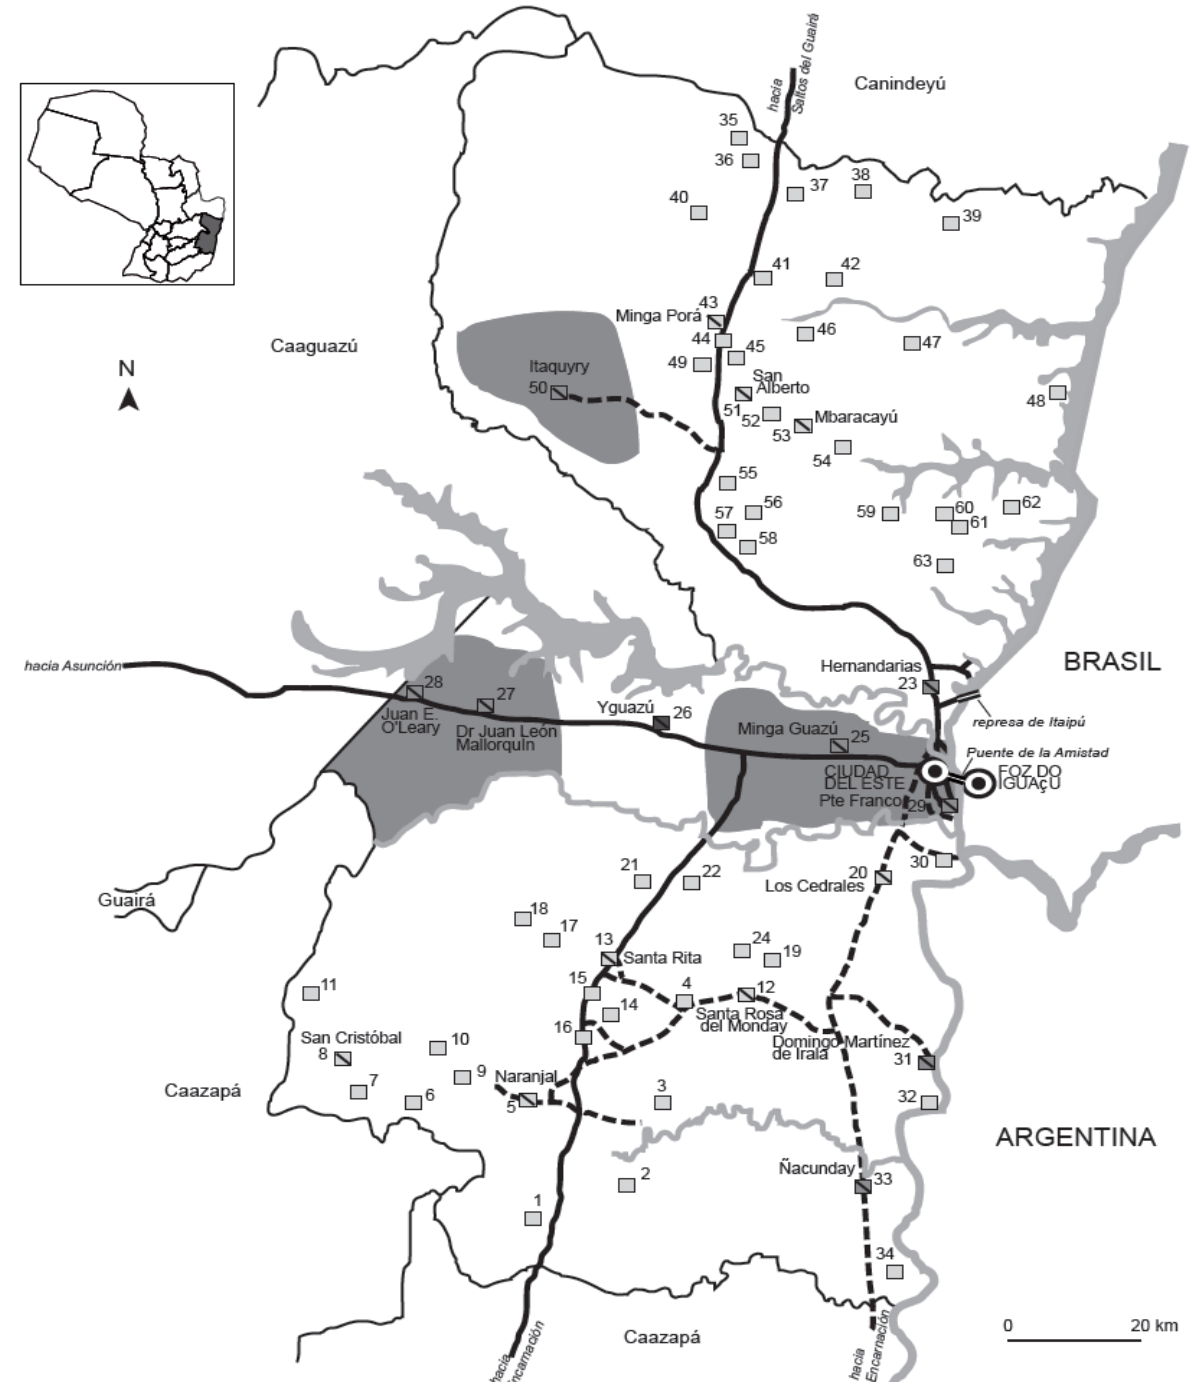 hacia
Saltos del Guairá
Canindeyú
35
36
37
38
40
39
41
42
43
Minga Porá
44
45
46
47
49
Caaguazú
N
Itaquyry
50
San
Alberto
51
52
Mbaracayú
53
54
48
55
56
57
58
59
60
61
62
63
BRASIL
Hernandarias
23
represa de Itaipú
hacia Asunción
28
Juan E.
O'Leary
27
Dr Juan León
Mallorquín
Yguazú
26
Minga Guazú
25
Puente de la Amistad
CIUDAD
DEL ESTE
FOZ DO
IGUAçU
Pte Franco
29
30
20
Los Cedrales
21
22
Guairá
18
17
13
Santa Rita
24
19
11
15
14
4
12
Santa Rosa
del Monday
16
Domingo Martínez
de Irala
31
San Cristóbal
8
10
9
7
6
Naranjal
5
3
32
Caazapá
ARGENTINA
Ñacunday
33
2
1
34
Caazapá
hacia
Encarnación
hacia
Encarnación
0
20 km